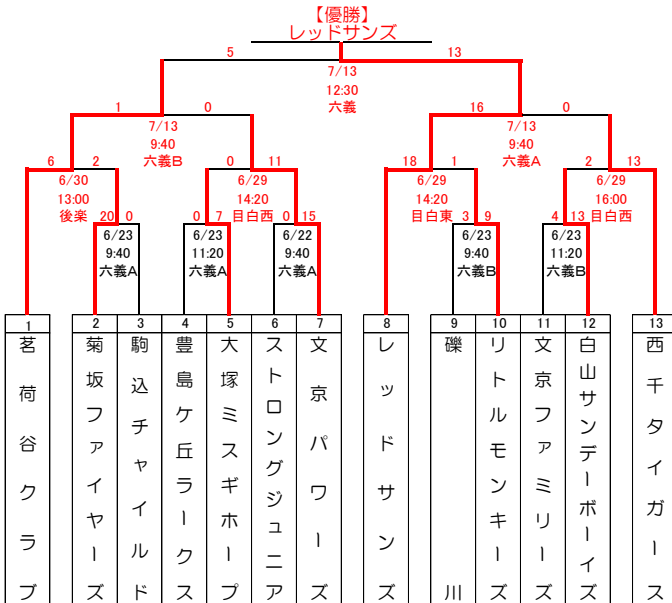 【優勝】
レッドサンズ
5
13
7/13
12:30
六義
1
0
16
0
7/13
9:40
六義B
7/13
9:40
六義A
6
2
0
11
18
1
2
13
6/30
13:00
後楽
6/29
14:20
目白西
6/29
14:20
目白東
6/29
16:00
目白西
20
0
0
7
0
15
3
9
4
13
6/23
9:40
六義A
6/23
11:20
六義A
6/22
9:40
六義A
6/23
9:40
六義B
6/23
11:20
六義B
1
2
3
4
5
6
7
8
9
10
11
12
13
茗荷谷クラブ
菊坂ファイヤーズ
駒込チャイルド
豊島ケ丘ラークス
大塚ミスギホープ
ストロングジュニア
文京パワーズ
レッドサンズ
礫川
リトルモンキーズ
文京ファミリーズ
白山サンデーボーイズ
西千タイガース